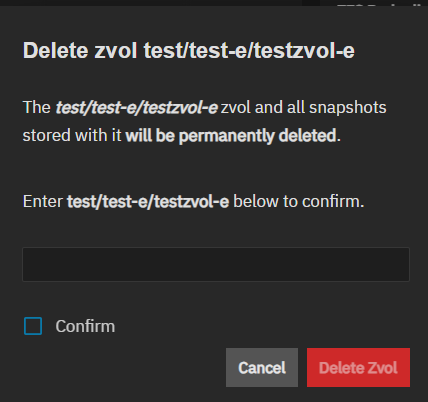 Delete zvol test/test-e/testzvol-e
The test/test-e/testzvol-e zvol and all snapshots
stored with it will be permanently deleted.
Enter test/test-e/testzvol-e below to confirm.
Confirm
Cancel
Delete Zvol